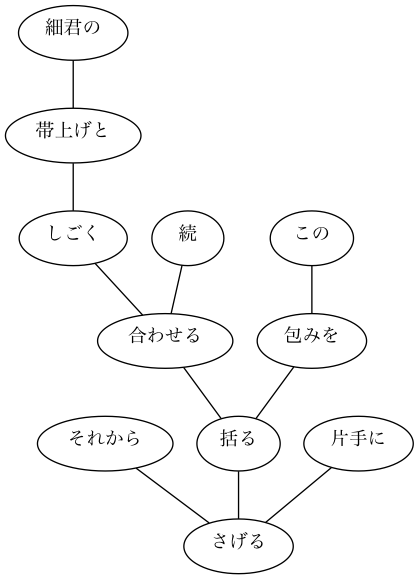 細君の
帯上げと
しごく
続
この
合わせる
包みを
それから
括る
片手に
さげる